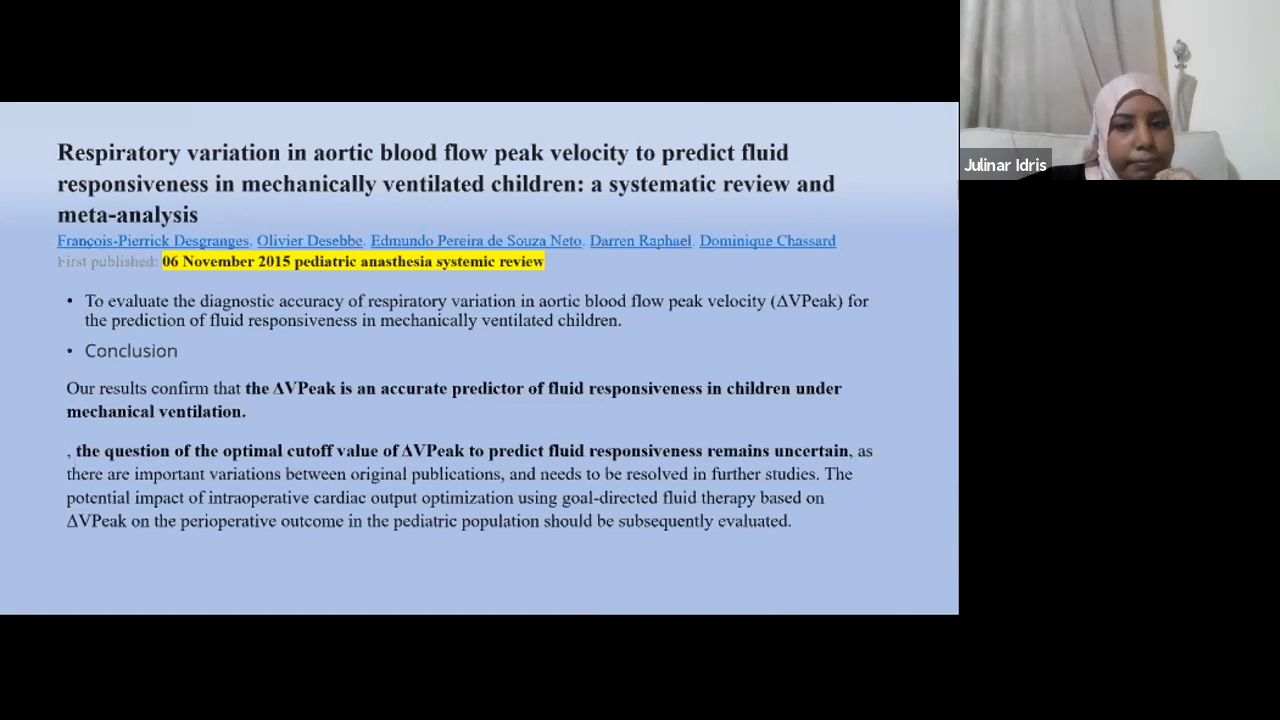 Respiratory variation in aortic blood flow peak velocity to predict fluid
responsiveness in mechanically ventilated children: a systematic review and
meta-analysis
François-Pierrick Desgranges, Olivier Desebbe, Edmundo Pereira de Souza Neto, Darren Raphael, Dominique Chassard
First published: 06 November 2015 pediatric anasthesia systemic review
• To evaluate the diagnostic accuracy of respiratory variation in aortic blood flow peak velocity (ΔVPeak) for
the prediction of fluid responsiveness in mechanically ventilated children.
• Conclusion
Our results confirm that the ΔVPeak is an accurate predictor of fluid responsiveness in children under
mechanical ventilation.
, the question of the optimal cutoff value of ΔVPeak to predict fluid responsiveness remains uncertain, as
there are important variations between original publications, and needs to be resolved in further studies. The
potential impact of intraoperative cardiac output optimization using goal-directed fluid therapy based on
ΔVPeak on the perioperative outcome in the pediatric population should be subsequently evaluated.
Julinar Idris